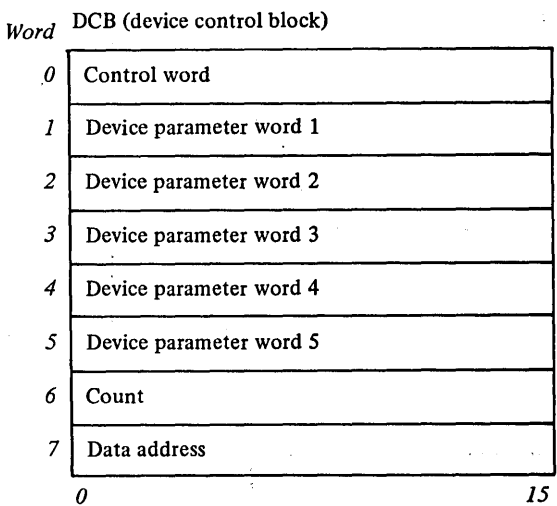 Word DCB (device control block)
0 Control word
1 Device parameter word 1
2 Device parameter word 2
3 Device parameter word 3
4 Device parameter word 4
5 Device parameter word 5
6 Count
7 Data address
0 15